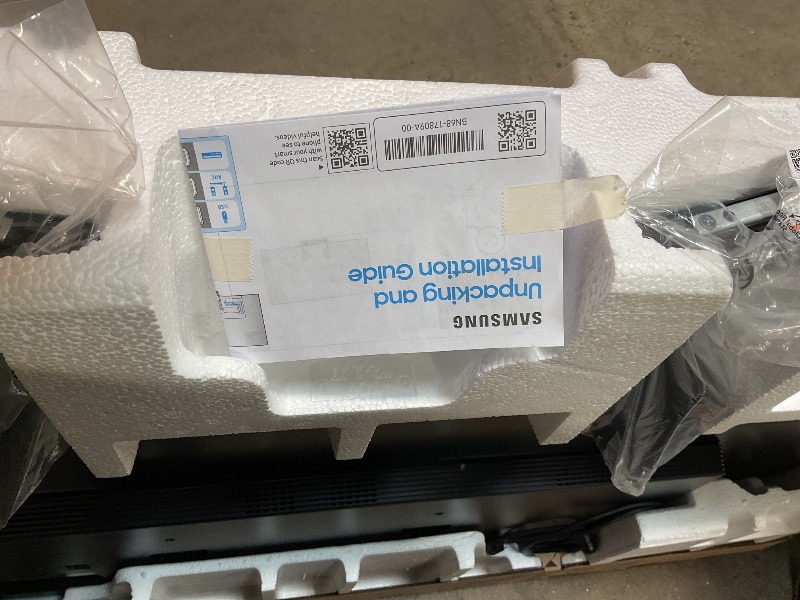 SAMSUNG
Unpacking and
Installation Guide
USB
ARC
Scan this QR code
with your smart
phone to see
helpful videos.
BN68-17809A-00